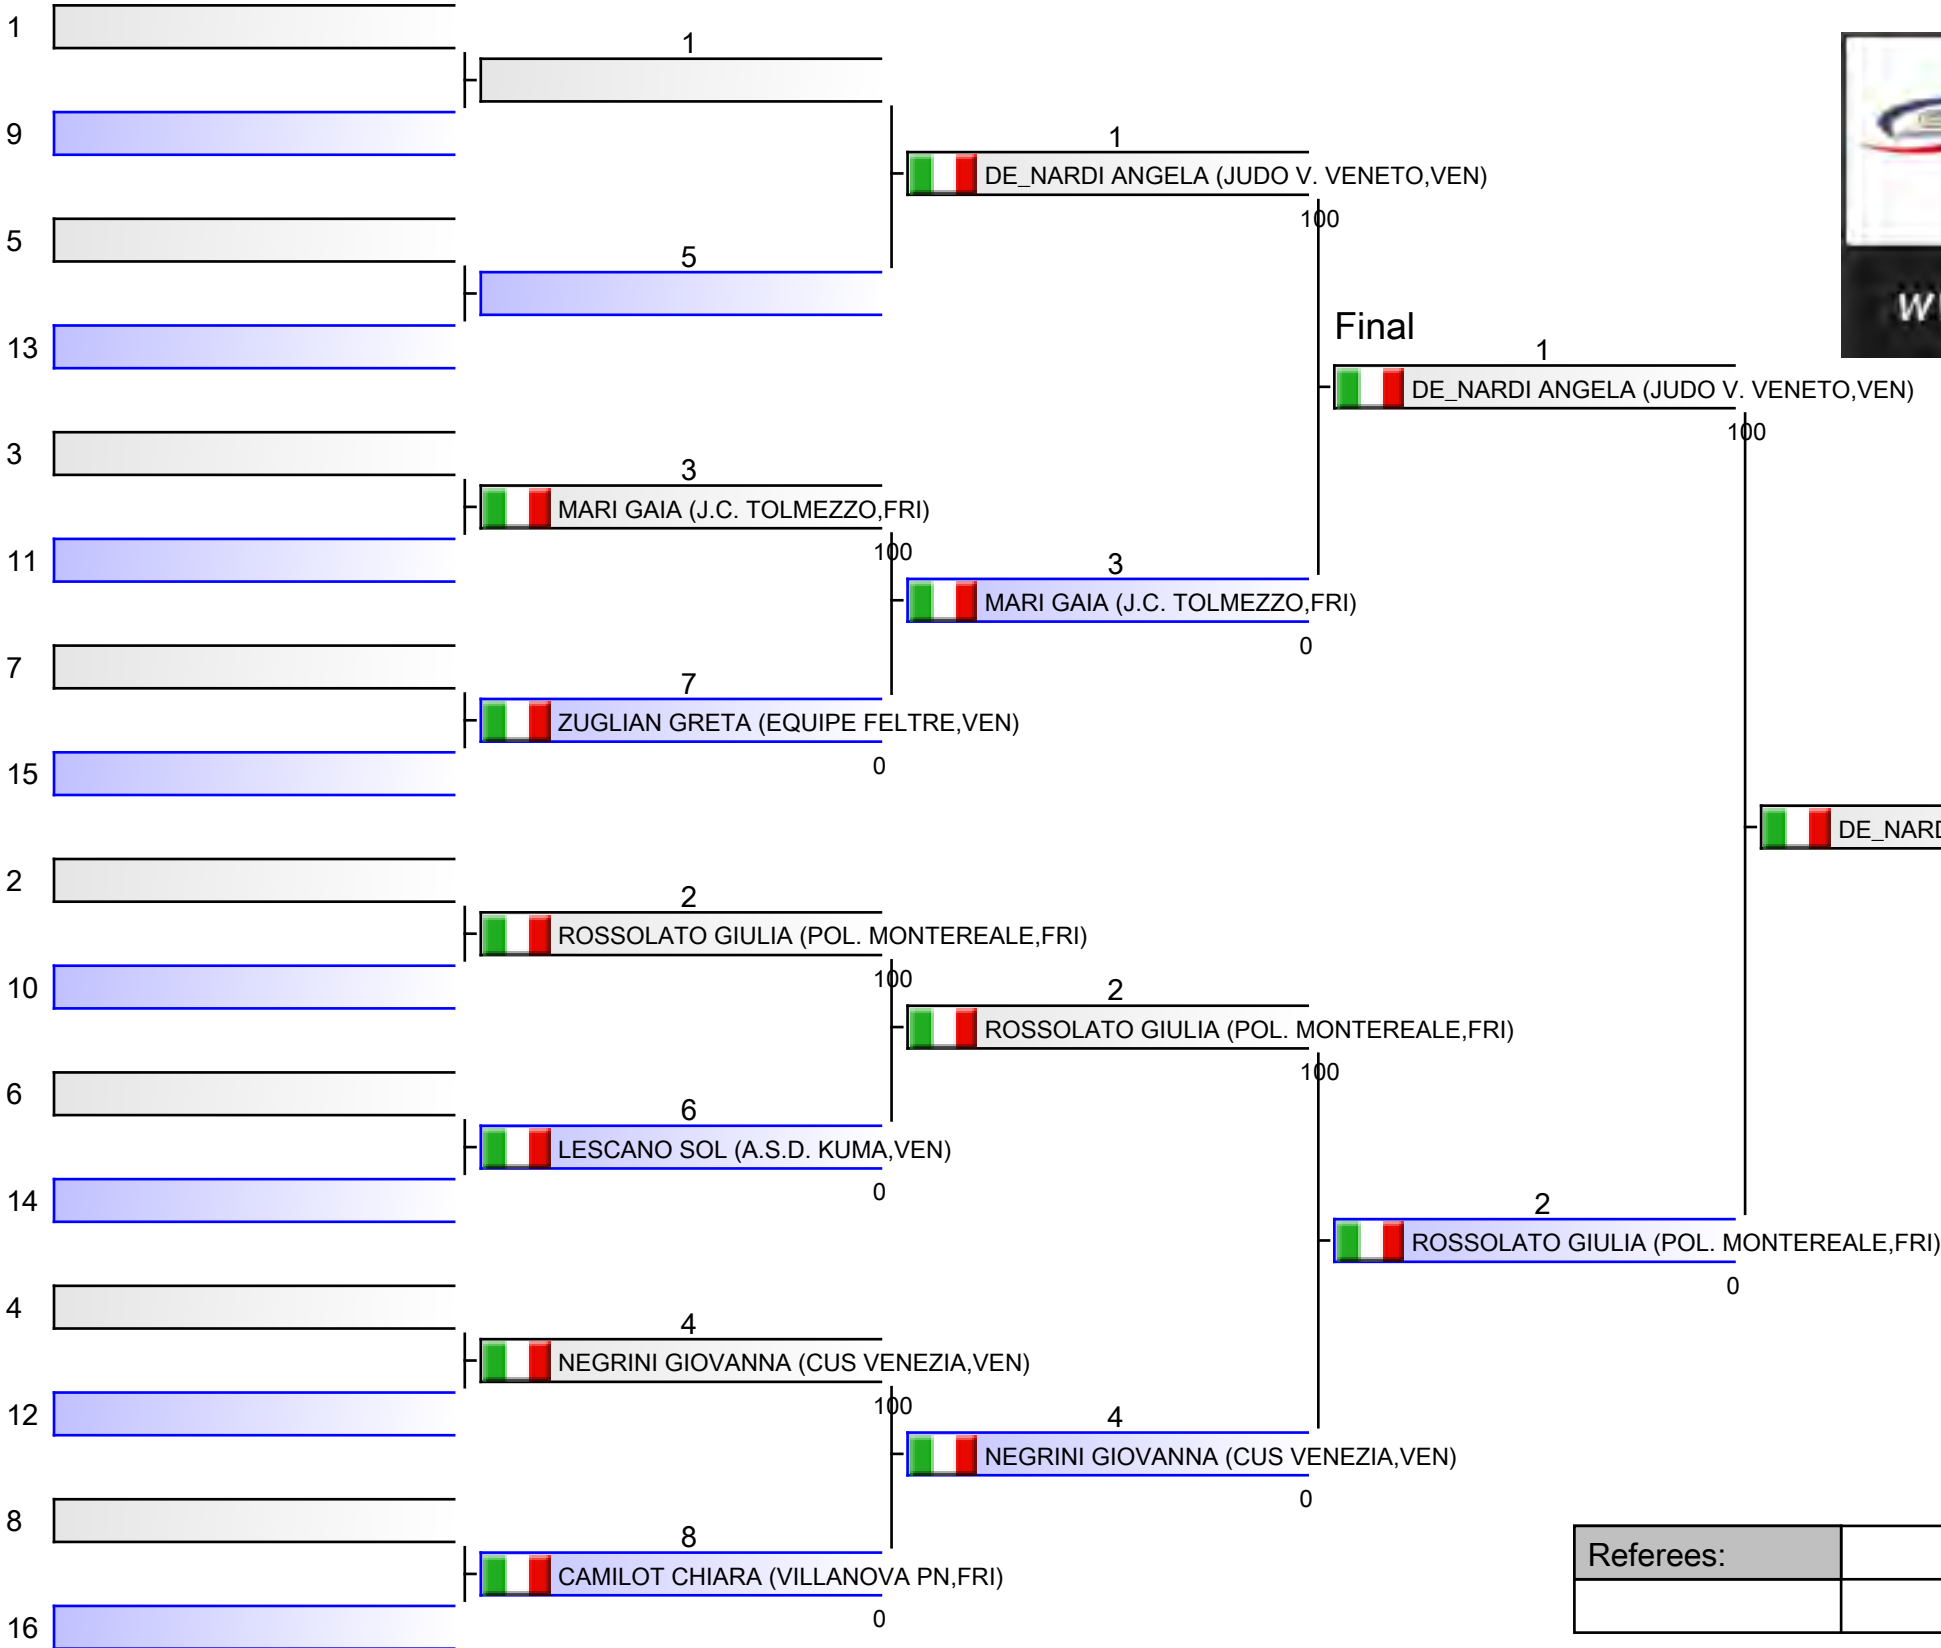 1
1
9
1
DE_NARDI ANGELA (JUDO V. VENETO,VEN)
100
5
5
13
Final
1
DE_NARDI ANGELA (JUDO V. VENETO,VEN)
100
3
3
MARI GAIA (J.C. TOLMEZZO,FRI)
100
11
3
MARI GAIA (J.C. TOLMEZZO,FRI)
0
7
7
ZUGLIAN GRETA (EQUIPE FELTRE,VEN)
0
15
DE_NARD
2
2
ROSSOLATO GIULIA (POL. MONTEREALE,FRI)
100
10
2
ROSSOLATO GIULIA (POL. MONTEREALE,FRI)
100
6
6
LESCANO SOL (A.S.D. KUMA,VEN)
0
14
2
ROSSOLATO GIULIA (POL. MONTEREALE,FRI)
0
4
4
NEGRINI GIOVANNA (CUS VENEZIA,VEN)
100
12
4
NEGRINI GIOVANNA (CUS VENEZIA,VEN)
0
8
8
CAMILOT CHIARA (VILLANOVA PN,FRI)
0
16
Referees: